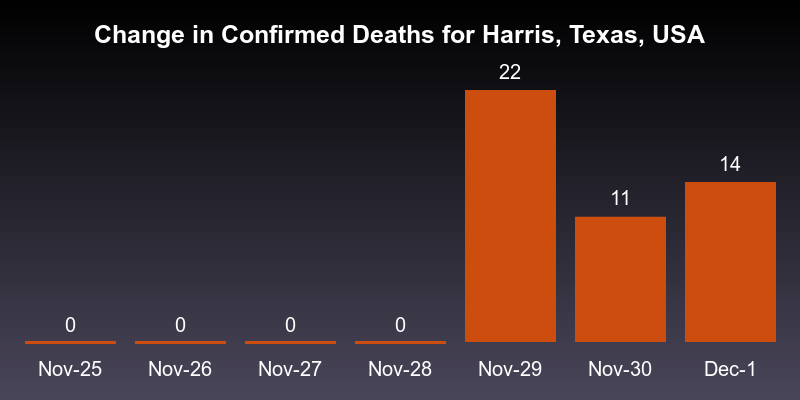 Change in Confirmed Deaths for Harris, Texas, USA
22
14
11
0 0 0 0
Nov-25 Nov-26 Nov-27 Nov-28 Nov-29 Nov-30 Dec-1